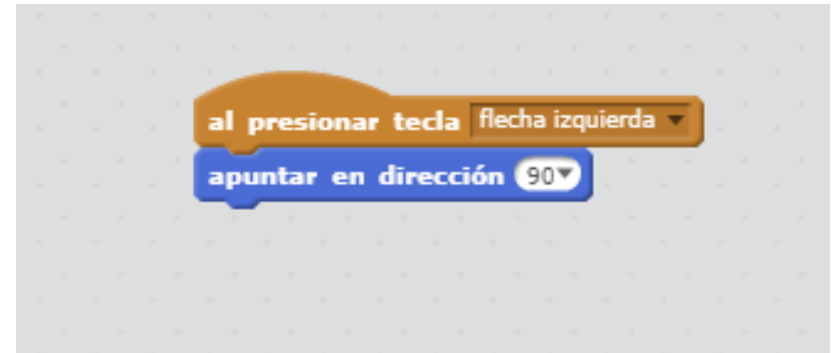 al presionar tecla flecha izquierda
apuntar en dirección 90